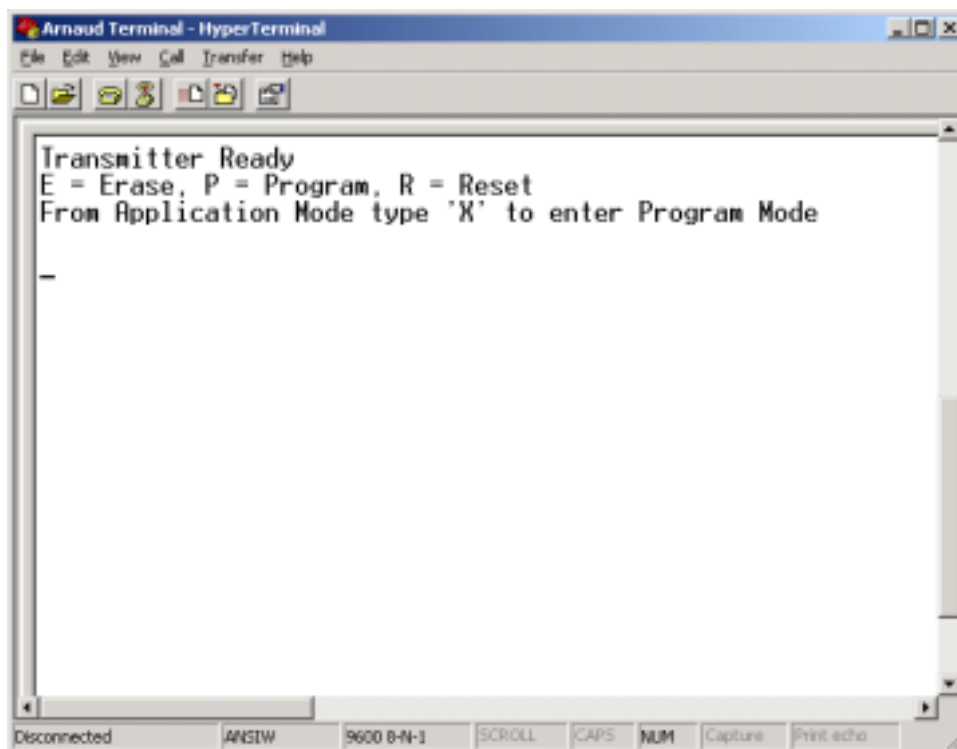 Arnaud Terminal - HyperTerminal
File Edit View Call Transfer Help
Transmitter Ready
E = Erase, P = Program, R = Reset
From Application Mode type 'X' to enter Program Mode
Disconnected ANSIW 9600 8-N-1 SCROLL CAPS NUM Capture Print echo